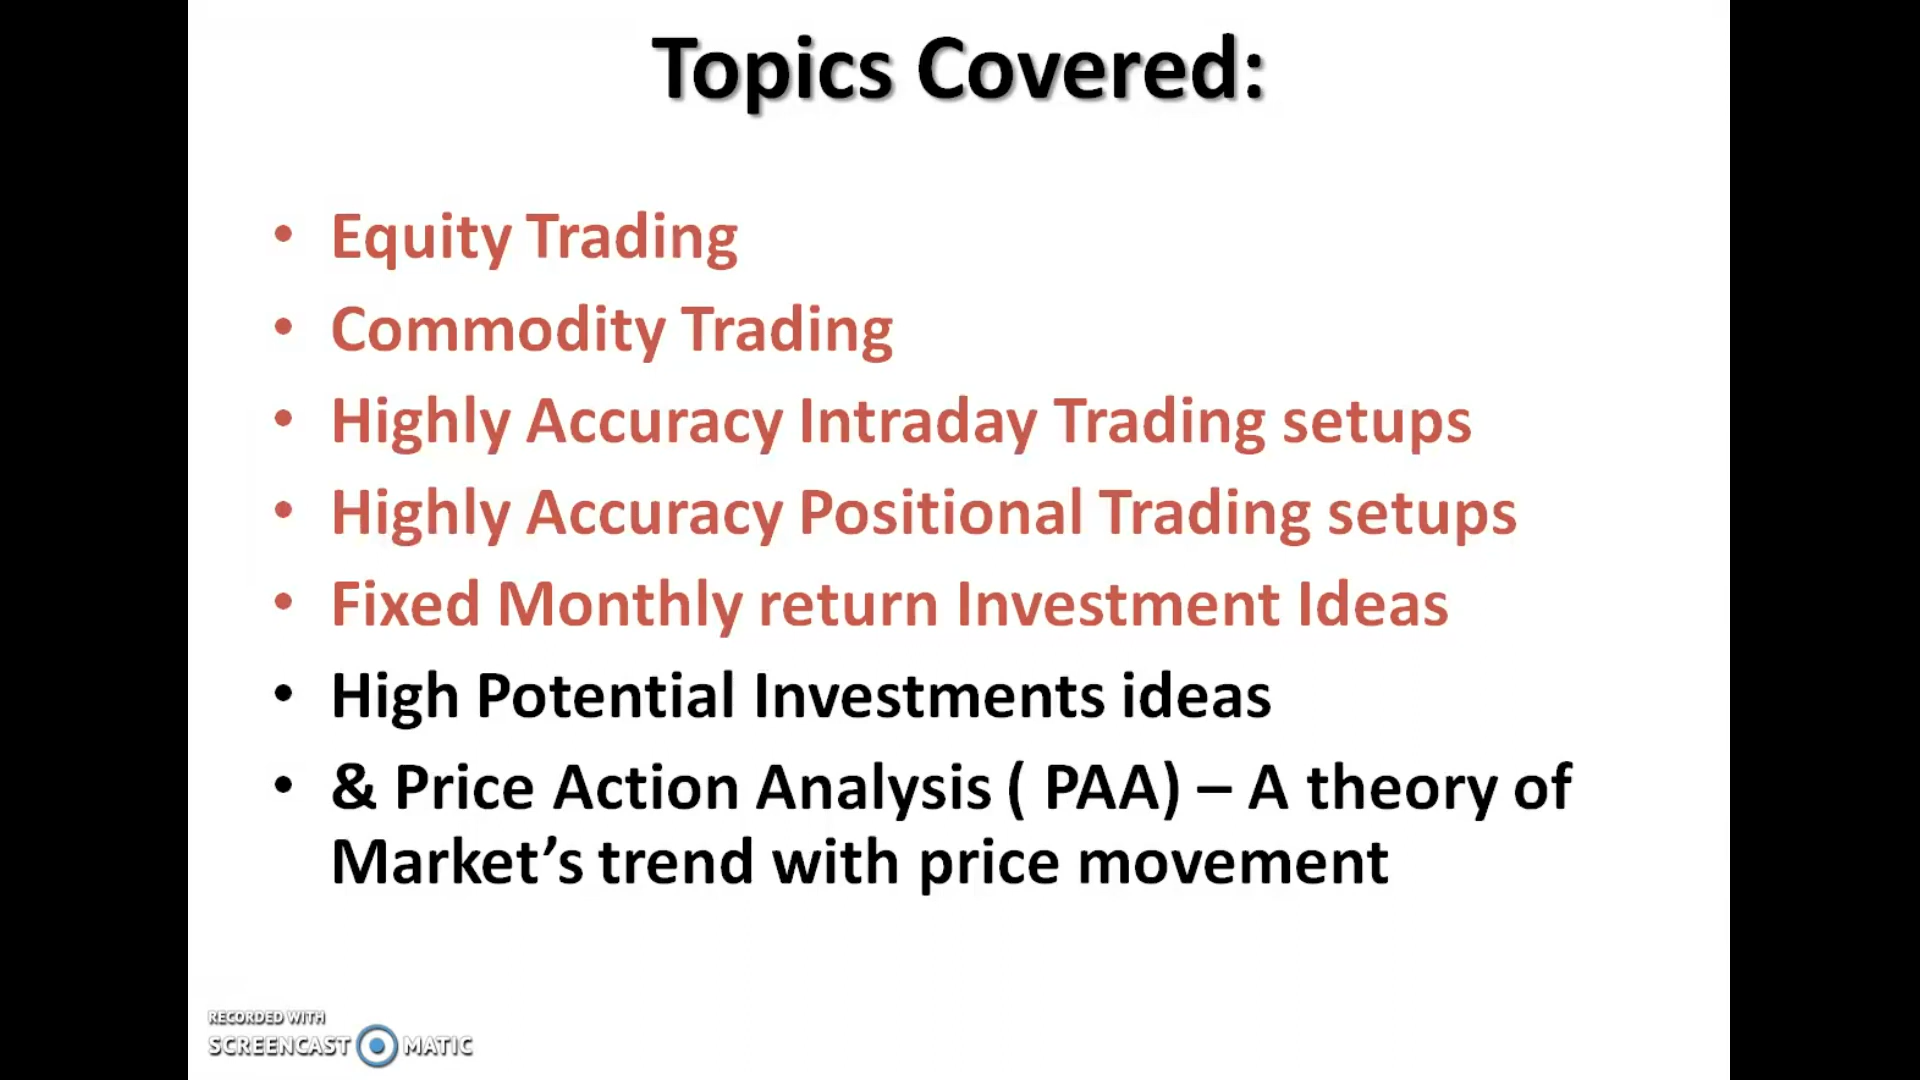 Topics Covered:
• Equity Trading
• Commodity Trading
• Highly Accuracy Intraday Trading setups
• Highly Accuracy Positional Trading setups
• Fixed Monthly return Investment Ideas
• High Potential Investments ideas
• & Price Action Analysis ( PAA) – A theory of
Market’s trend with price movement
RECORDED WITH
SCREENCAST MATIC